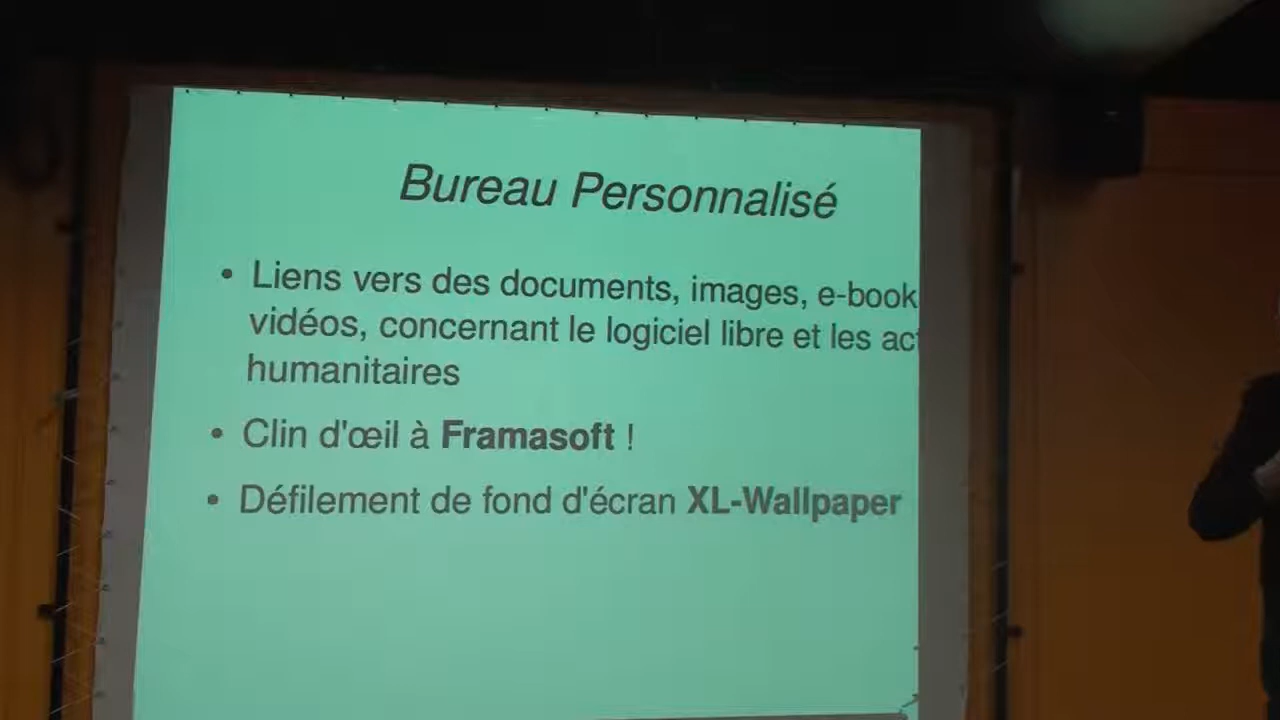 Bureau Personnalisé
• Liens vers des documents, images, e-book
vidéos, concernant le logiciel libre et les
humanitaires
• Clin d'œil à Framasoft !
• Défilement de fond d'écran XL-Wallpaper